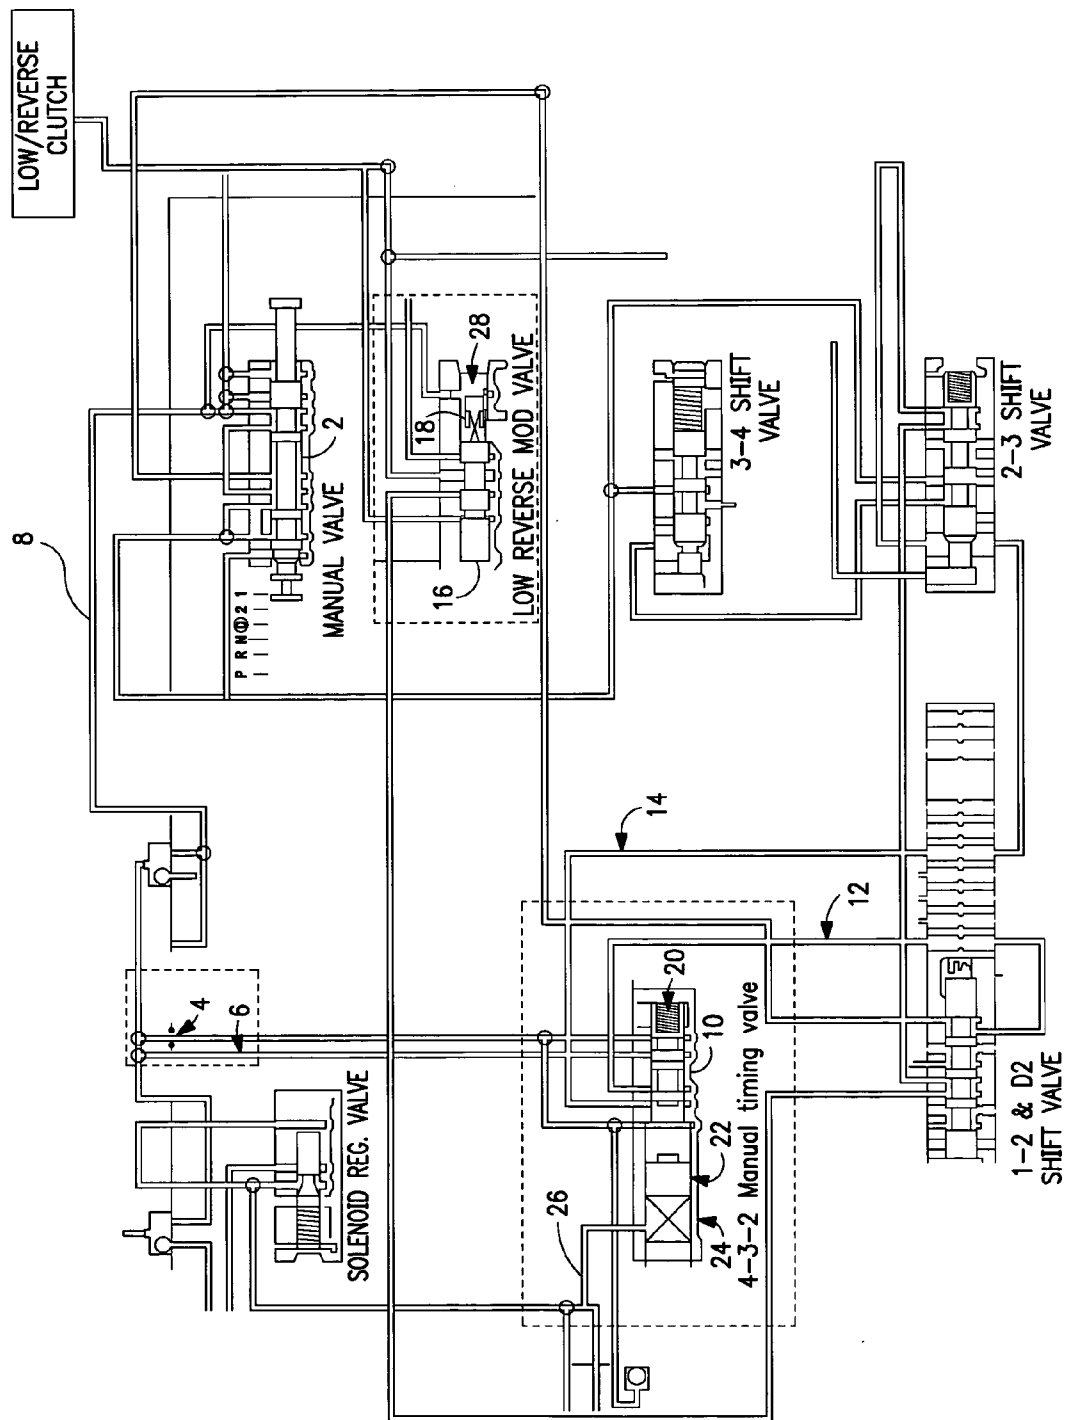 LOW/REVERSE
CLUTCH
8
MANUAL VALVE
2
P R N D 2 1
LOW REVERSE MOD VALVE
16
18
28
3-4 SHIFT
VALVE
2-3 SHIFT
VALVE
4
6
SOLENOID REG. VALVE
14
12
20
10
22
24
4-3-2 Manual timing valve
26
1-2 & D2
SHIFT VALVE